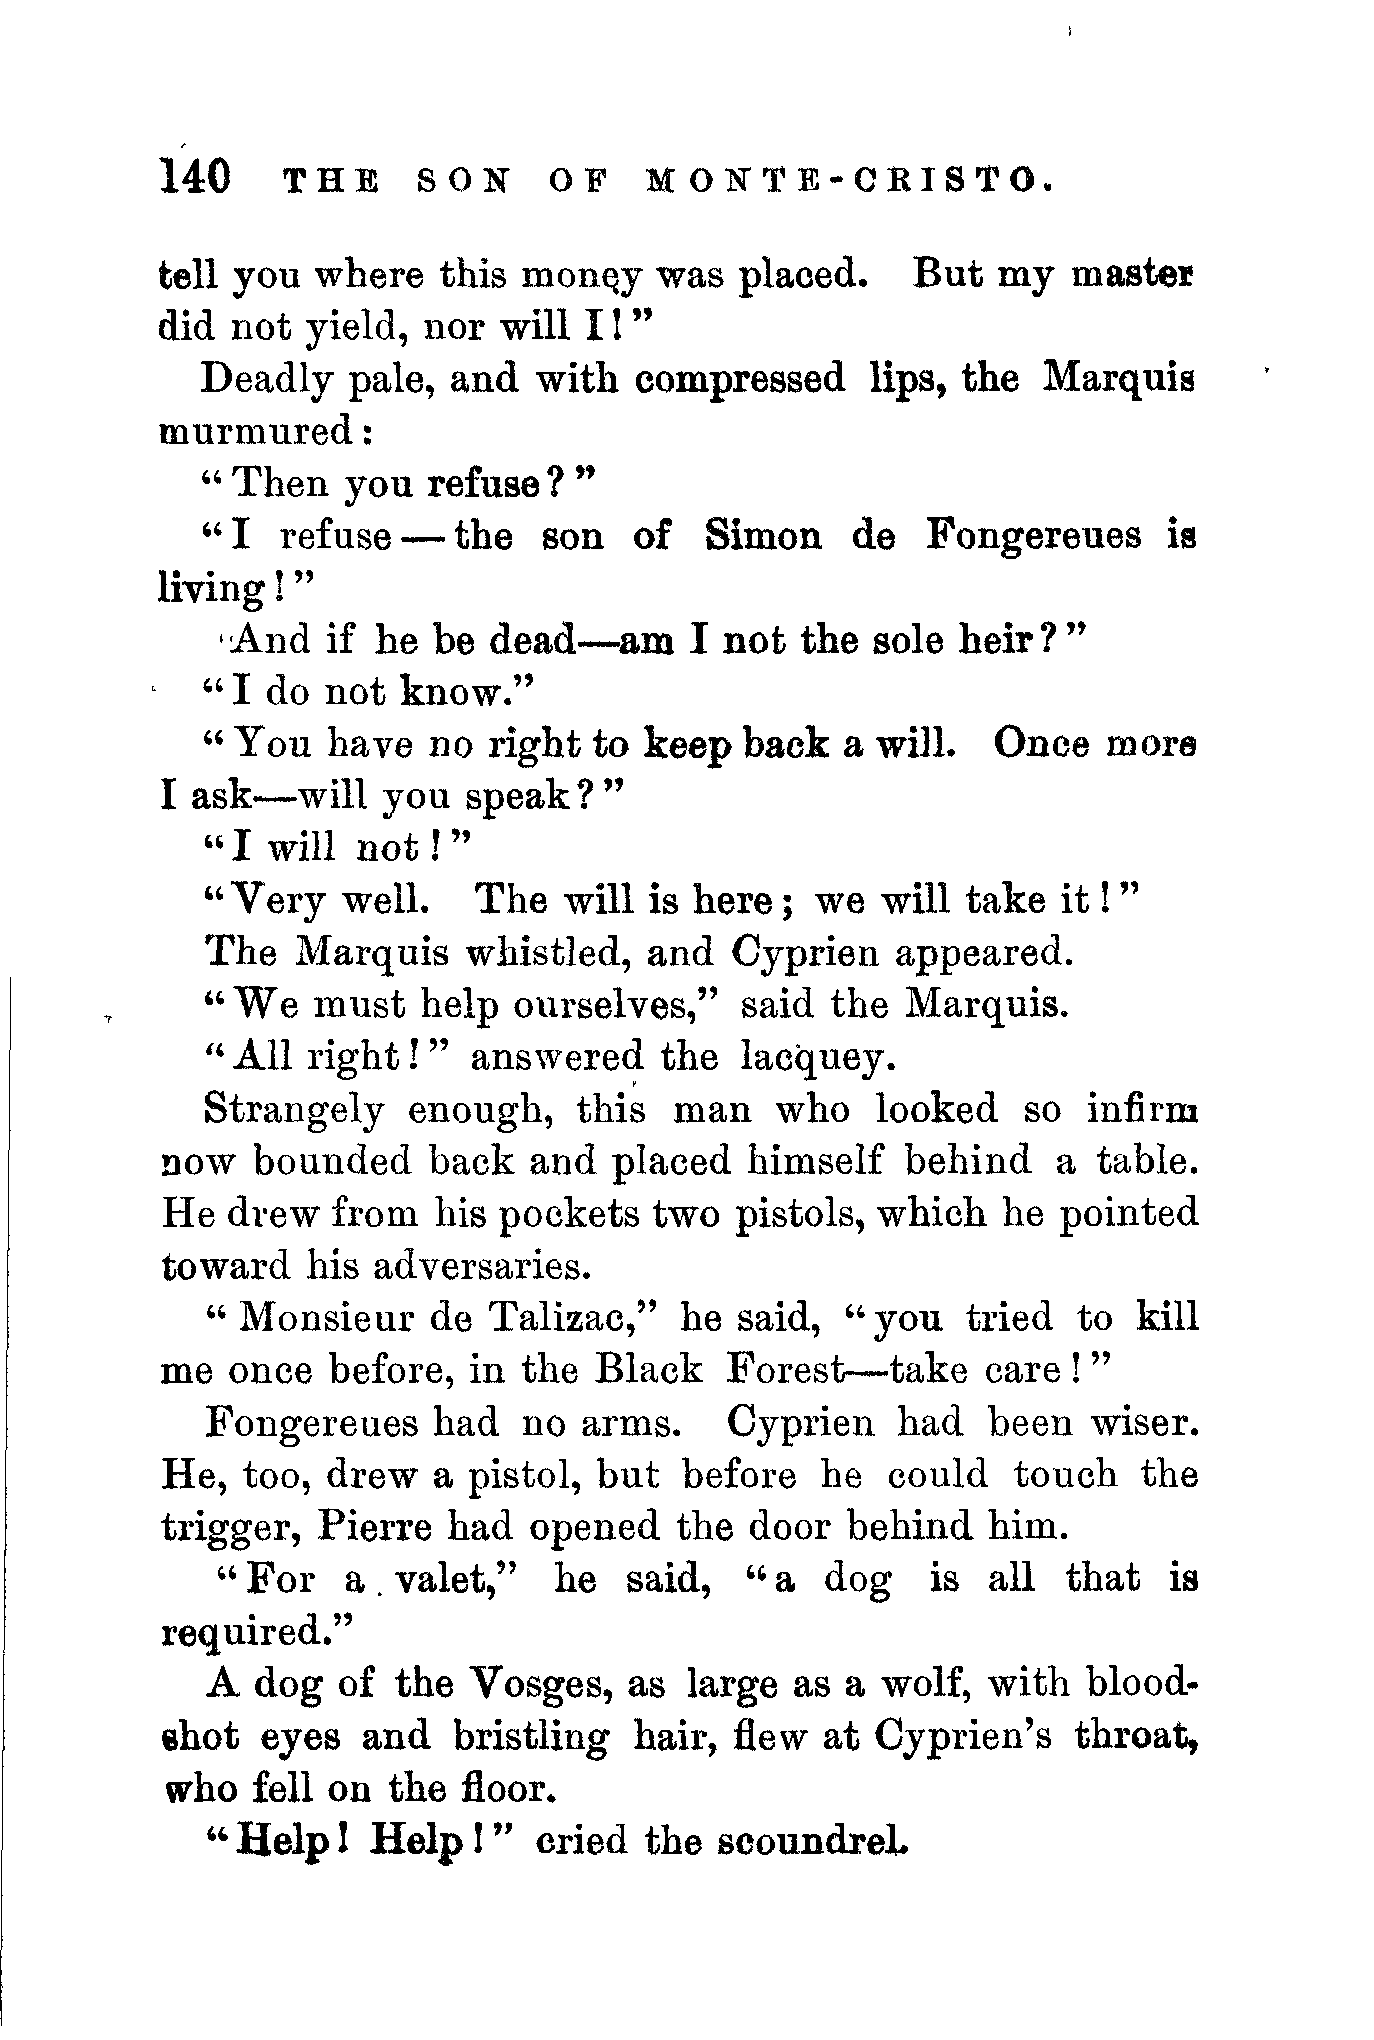 140 THE SON OF MONTE-CRISTO.
tell you where this money was placed. But my master
did not yield, nor will I!"
Deadly pale, and with compressed lips, the Marquis
murmured:
"Then you refuse?"
"I refuse—the son of Simon de Fongereues is
living!"
"And if he be dead—am I not the sole heir?"
"I do not know."
"You have no right to keep back a will. Once more
I ask—will you speak?"
"I will not!"
"Very well. The will is here; we will take it!"
The Marquis whistled, and Cyprien appeared.
"We must help ourselves," said the Marquis.
"All right!" answered the lacquey.
Strangely enough, this man who looked so infirm
now bounded back and placed himself behind a table.
He drew from his pockets two pistols, which he pointed
toward his adversaries.
"Monsieur de Talizac," he said, "you tried to kill
me once before, in the Black Forest—take care!"
Fongereues had no arms. Cyprien had been wiser.
He, too, drew a pistol, but before he could touch the
trigger, Pierre had opened the door behind him.
"For a valet," he said, "a dog is all that is
required."
A dog of the Vosges, as large as a wolf, with blood-
shot eyes and bristling hair, flew at Cyprien's throat,
who fell on the floor.
"Help! Help!" cried the scoundrel.